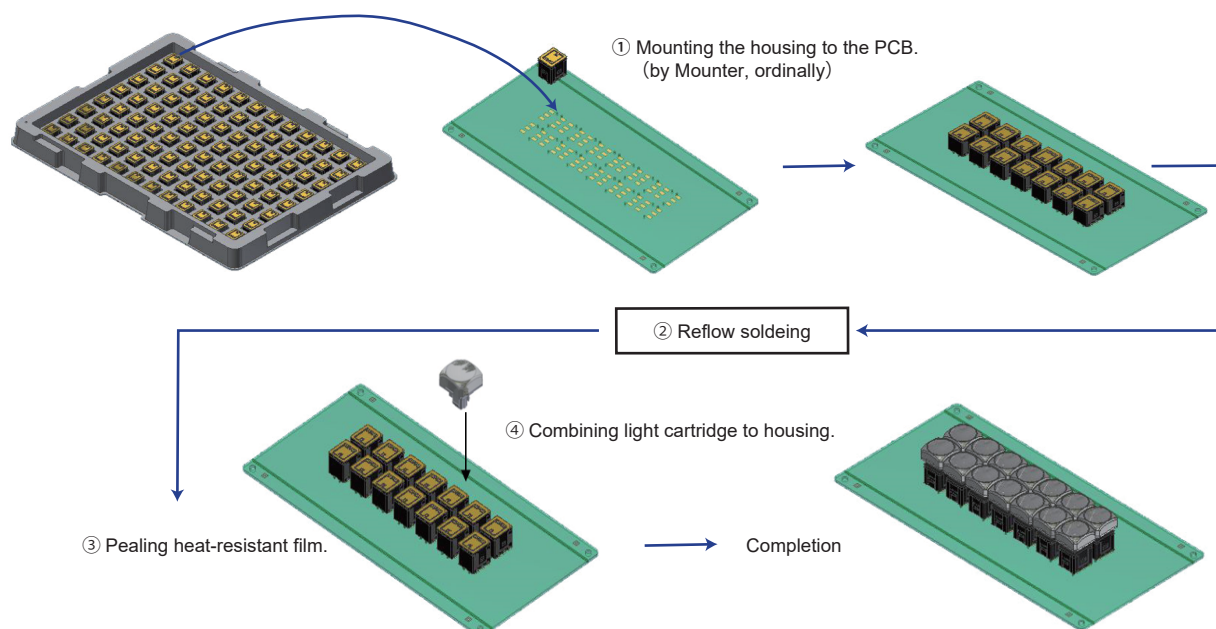 ① Mounting the housing to the PCB.
（by Mounter, ordinally）
② Reflow soldeing
④ Combining light cartridge to housing.
③ Pealing heat-resistant film.
Completion